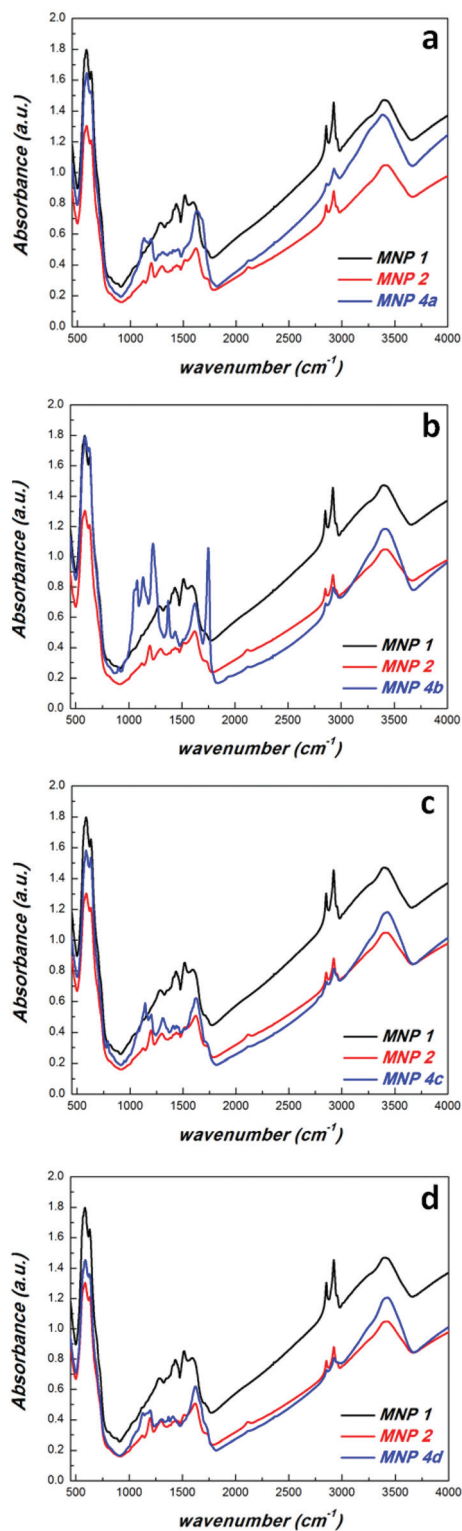 a
2.0
1.8
1.6
1.4
1.2
1.0
0.8
0.6
0.4
0.2
0.0
Absorbance (a.u.)
MNP 1
MNP 2
MNP 4a
500 1000 1500 2000 2500 3000 3500 4000
wavenumber (cm⁻¹)
b
2.0
1.8
1.6
1.4
1.2
1.0
0.8
0.6
0.4
0.2
0.0
Absorbance (a.u.)
MNP 1
MNP 2
MNP 4b
500 1000 1500 2000 2500 3000 3500 4000
wavenumber (cm⁻¹)
c
2.0
1.8
1.6
1.4
1.2
1.0
0.8
0.6
0.4
0.2
0.0
Absorbance (a.u.)
MNP 1
MNP 2
MNP 4c
500 1000 1500 2000 2500 3000 3500 4000
wavenumber (cm⁻¹)
d
2.0
1.8
1.6
1.4
1.2
1.0
0.8
0.6
0.4
0.2
0.0
Absorbance (a.u.)
MNP 1
MNP 2
MNP 4d
500 1000 1500 2000 2500 3000 3500 4000
wavenumber (cm⁻¹)